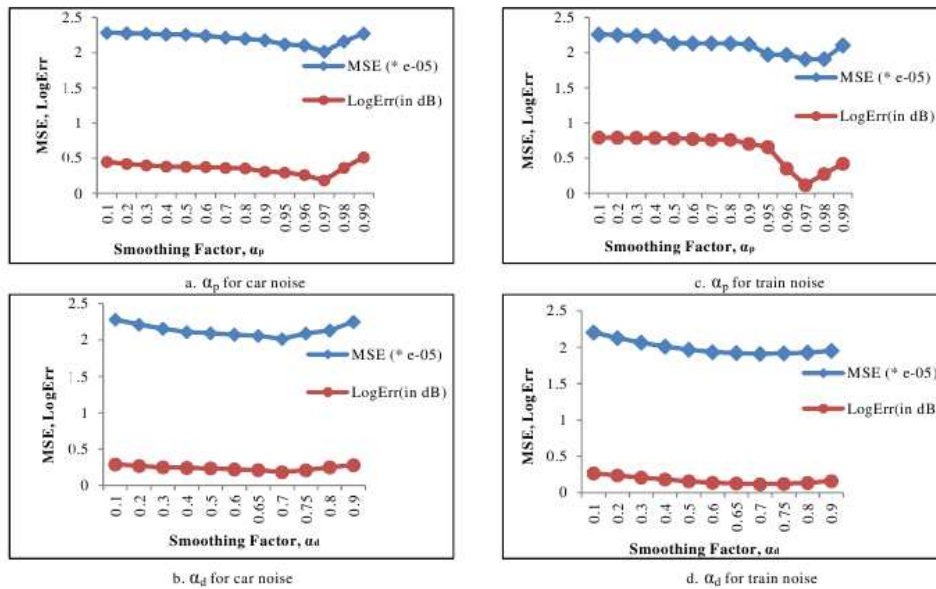 2.5
2
1.5
1
0.5
0
MSE, LogErr
MSE (* e-05)
LogErr(in dB)
0.1 0.2 0.3 0.4 0.5 0.6 0.7 0.8 0.9 0.95 0.96 0.97 0.98 0.99
Smoothing Factor, αp
a. αp for car noise
2.5
2
1.5
1
0.5
0
MSE, LogErr
MSE (* e-05)
LogErr(in dB)
0.1 0.2 0.3 0.4 0.5 0.6 0.7 0.8 0.9 0.95 0.96 0.97 0.98 0.99
Smoothing Factor, αp
c. αp for train noise
2.5
2
1.5
1
0.5
0
MSE, LogErr
MSE (* e-05)
LogErr(in dB)
0.1 0.2 0.3 0.4 0.5 0.6 0.65 0.7 0.75 0.8 0.9
Smoothing Factor, αd
b. αd for car noise
2.5
2
1.5
1
0.5
0
MSE, LogErr
MSE (* e-05)
LogErr(in dB)
0.1 0.2 0.3 0.4 0.5 0.6 0.65 0.7 0.75 0.8 0.9
Smoothing Factor, αd
d. αd for train noise